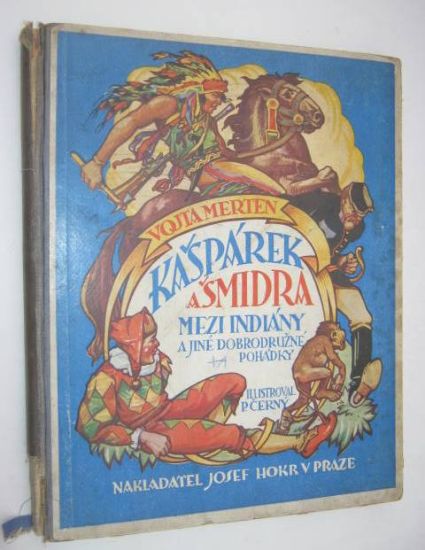 VOJTA MERTEN
KAŠPÁREK
A ŠMIDRA
MEZI INDIÁNY
A JINÉ DOBRODRUŽNÉ
POHÁDKY
ILUSTROVAL
P. ČERNÝ
NAKLADATEL JOSEF HOKR V PRAZE